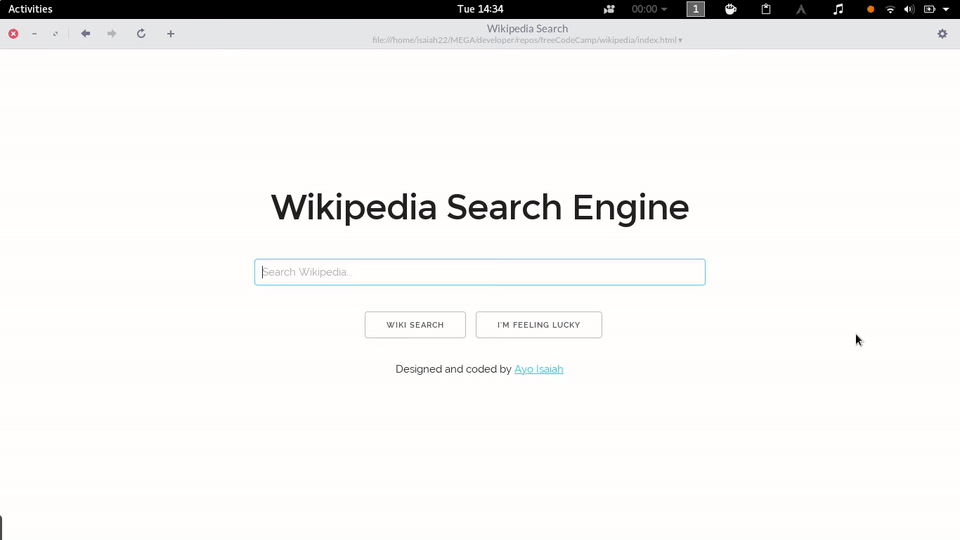 Activities
Tue 14:34
00:00
1
Wikipedia Search
file:///home/isaiah22/MEGA/developer/repos/freeCodeCamp/wikipedia/index.html ▾
Wikipedia Search Engine
Search Wikipedia...
WIKI SEARCH
I'M FEELING LUCKY
Designed and coded by Ayo Isaiah